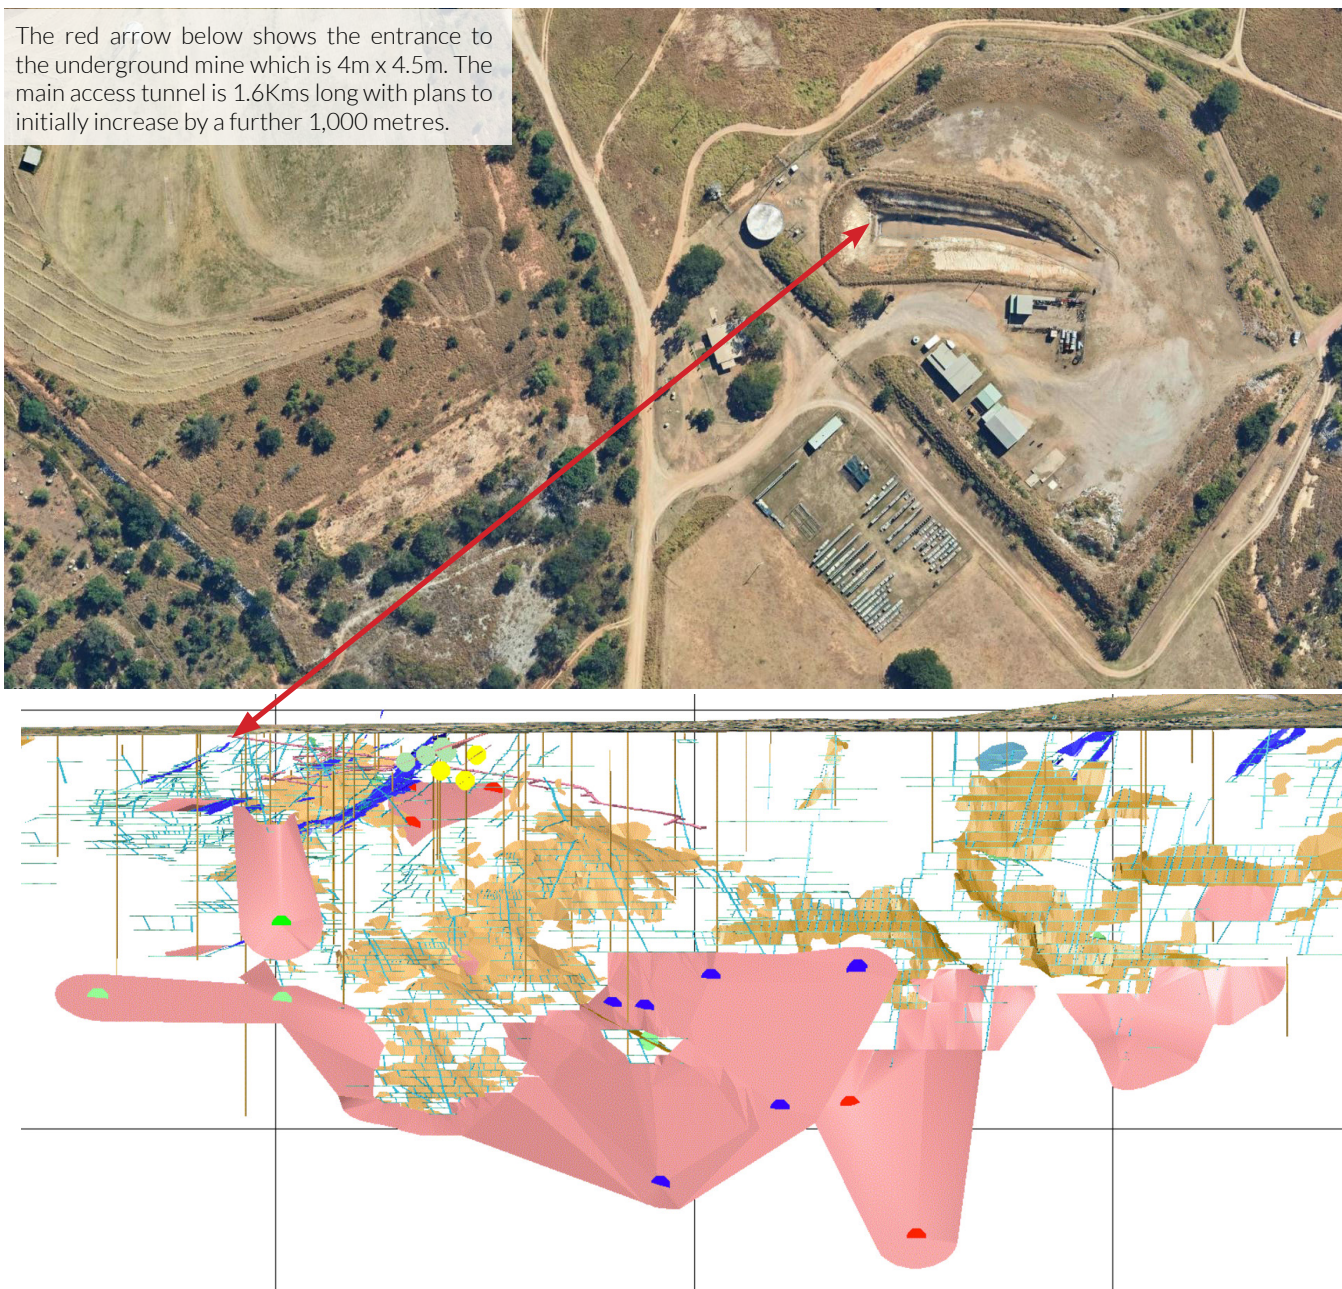 The red arrow below shows the entrance to
the underground mine which is 4m x 4.5m. The
main access tunnel is 1.6Kms long with plans to
initially increase by a further 1,000 metres.